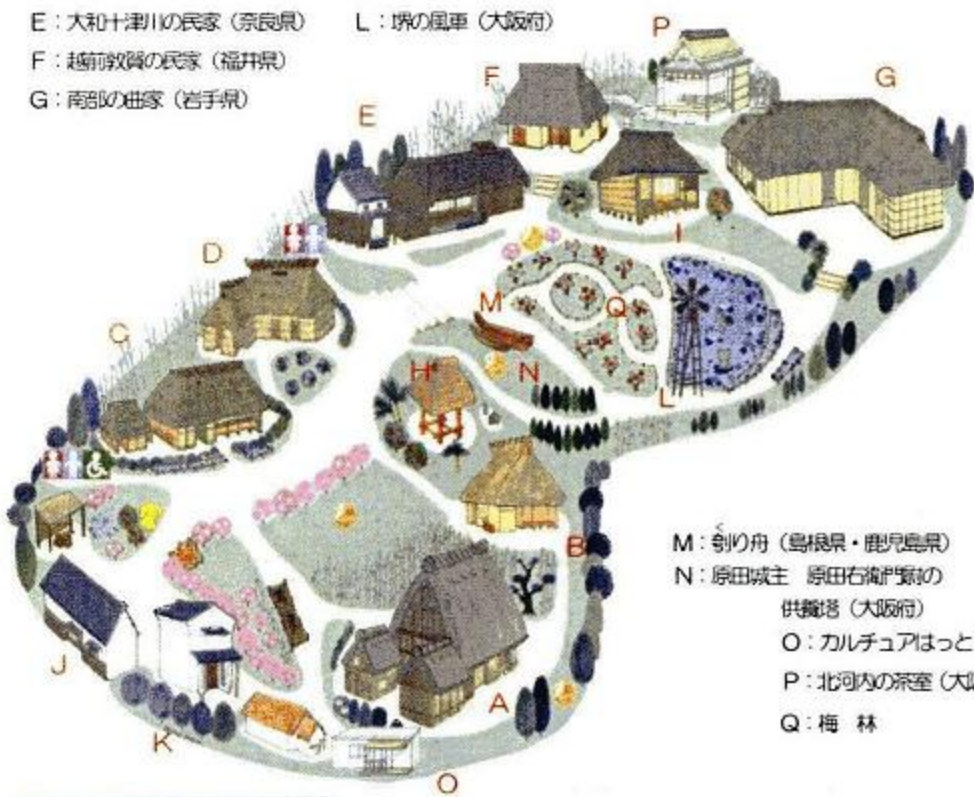 E：大和十津川の民家（奈良県）
L：堺の風車（大阪府）
F：越前敦賀の民家（福井県）
G：南部の曲家（岩手県）
P
F
G
E
I
D
M
Q
C
H
N
L
B
M：刳り舟（島根県・鹿児島県）
N：原田城主　原田右衛門尉の
供養塔（大阪府）
O：カルチュアはっと
P：北河内の茶室（大阪
Q：梅　林
J
A
K
O